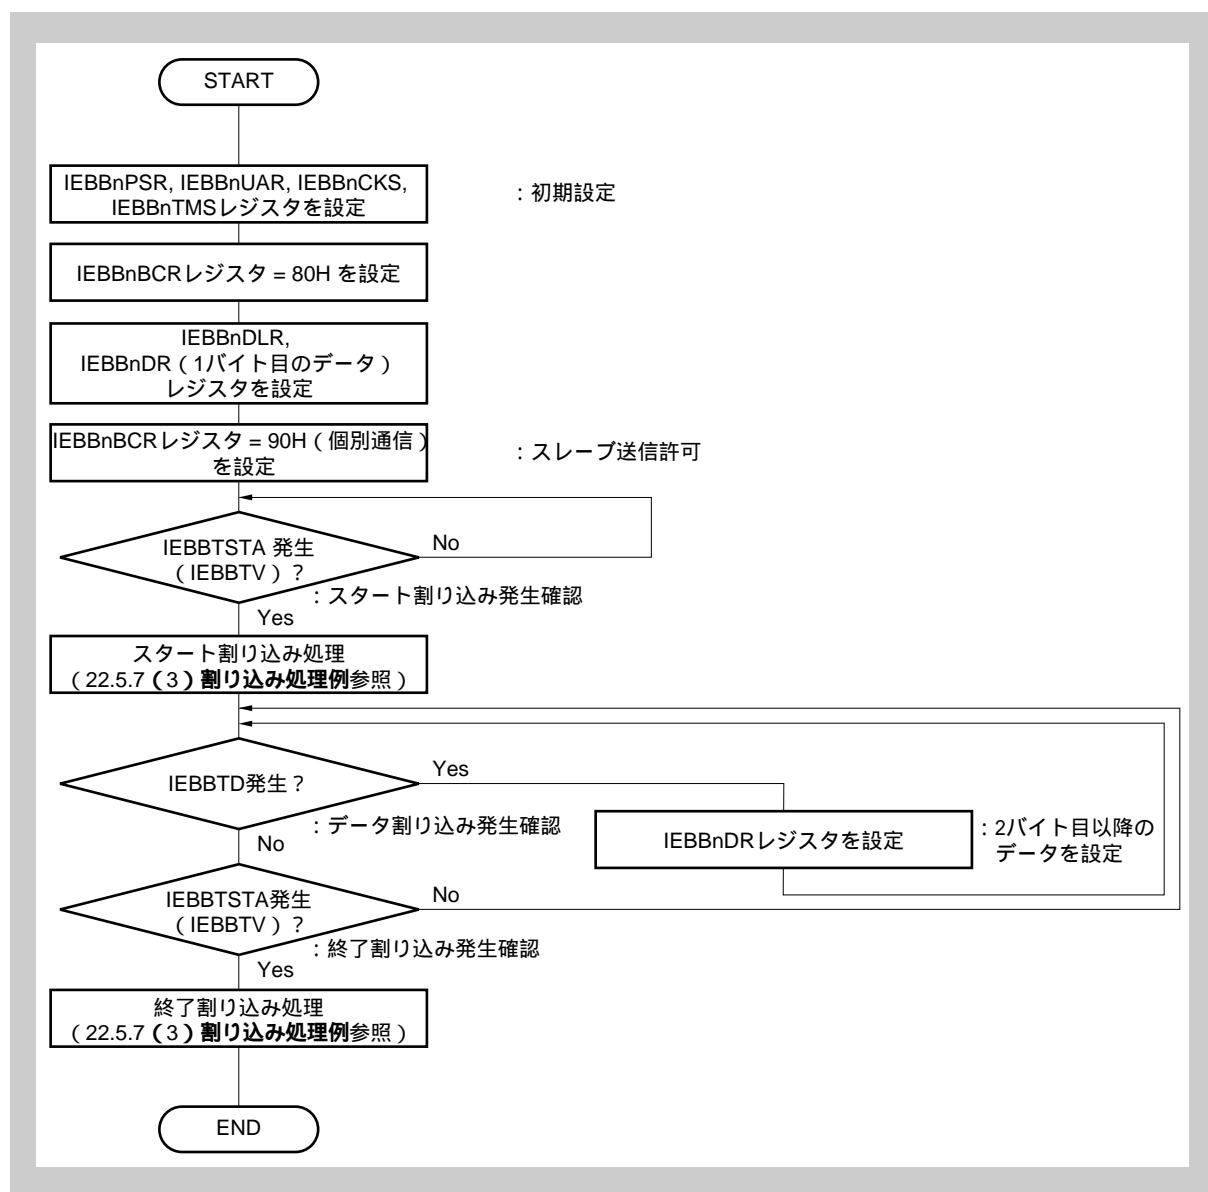 START
IEBBnPSR, IEBBnUAR, IEBBnCKS,
IEBBnTMSレジスタを設定
：初期設定
IEBBnBCRレジスタ = 80H を設定
IEBBnDLR,
IEBBnDR（1バイト目のデータ）
レジスタを設定
IEBBnBCRレジスタ = 90H（個別通信）
を設定
：スレーブ送信許可
IEBBTSTA 発生
（IEBBTV）？
No
：スタート割り込み発生確認
Yes
スタート割り込み処理
（22.5.7（3）割り込み処理例参照）
IEBBTD発生？
Yes
：データ割り込み発生確認
No
IEBBnDRレジスタを設定
：2バイト目以降の
データを設定
IEBBTSTA発生
（IEBBTV）？
No
：終了割り込み発生確認
Yes
終了割り込み処理
（22.5.7（3）割り込み処理例参照）
END